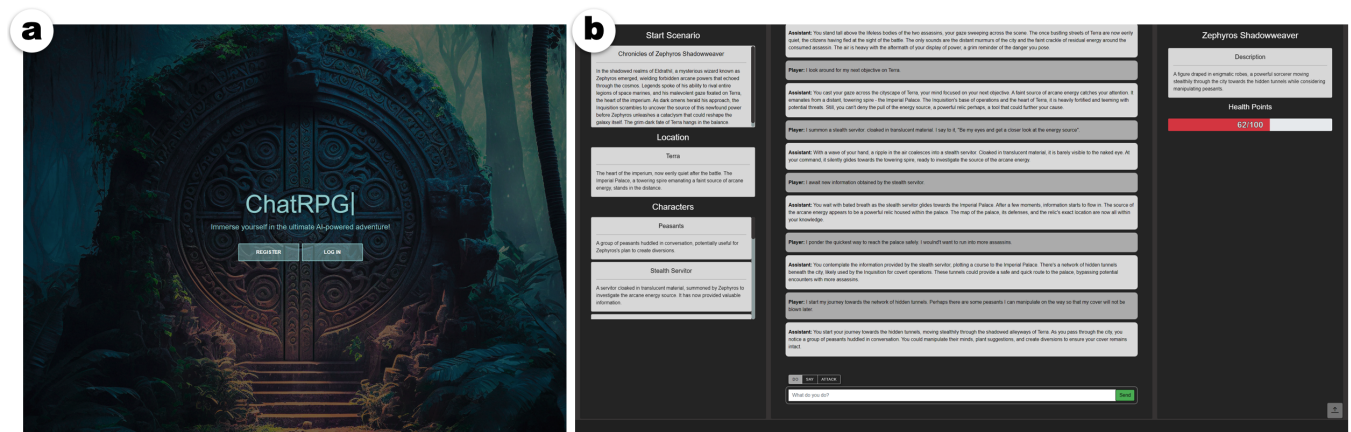 a
ChatRPG
Immerse yourself in the ultimate AI-powered adventure!
REGISTER
LOG IN
b
Start Scenario
Chronicles of Zephyros Shadowweaver
In the shadowed realms of Eldrathil, a mysterious wizard known as
Zephyros emerged, wielding forbidden arcane powers that echoed
through the cosmos. Legends spoke of his ability to rival entire
legions of space marines, and his malevolent gaze fixated on Terra,
the heart of the imperium. As dark omens herald his approach, the
Inquisition scrambles to uncover the source of this newfound power
before Zephyros unleashes a cataclysm that could reshape the
galaxy itself. The grim dark fate of Terra hangs in the balance.
Location
Terra
The heart of the imperium, now eerily quiet after the battle. The
Imperial Palace, a towering spire emanating a faint source of arcane
energy, stands in the distance.
Characters
Peasants
A group of peasants huddled in conversation, potentially useful for
Zephyros's plan to create diversions.
Stealth Servitor
A servitor cloaked in translucent material, summoned by Zephyros to
investigate the arcane energy source. It has now provided valuable
information.
Assistant: You stand tall above the lifeless bodies of the two assassins, your gaze sweeping across the scene. The once bustling streets of Terra are now eerily
quiet, the citizens having fled at the sight of the battle. The only sounds are the distant murmurs of the city and the faint crackle of residual energy around the
consumed assassin. The air is heavy with the aftermath of your display of power, a grim reminder of the danger you pose.
Player: I look around for my next objective on Terra
Assistant: You cast your gaze across the cityscape of Terra, your mind focused on your next objective. A faint source of arcane energy catches your attention. It
emanates from a distant, towering spire - the Imperial Palace. The Inquisition's base of operations and the heart of Terra, it is heavily fortified and teeming with
potential threats. Still, you can't deny the pull of the energy source, a powerful relic perhaps, a tool that could further your cause.
Player: I summon a stealth servitor, cloaked in translucent material. I say to it, "Be my eyes and get a closer look at the energy source".
Assistant: With a wave of your hand, a ripple in the air coalesces into a stealth servitor. Cloaked in translucent material, it is barely visible to the naked eye. At
your command, it silently glides towards the towering spire, ready to investigate the source of the arcane energy.
Player: I await new information obtained by the stealth servitor.
Assistant: You wait with bated breath as the stealth servitor glides towards the Imperial Palace. After a few moments, information starts to flow in. The source of
the arcane energy appears to be a powerful relic housed within the palace. The map of the palace, its defenses, and the relic's exact location are now all within
your knowledge.
Player: I ponder the quickest way to reach the palace safely. I wouldn't want to run into more assassins.
Assistant: You contemplate the information provided by the stealth servitor, plotting a course to the Imperial Palace. There's a network of hidden tunnels
beneath the city, likely used by the Inquisition for covert operations. These tunnels could provide a safe and quick route to the palace, bypassing potential
encounters with more assassins.
Player: I start my journey towards the network of hidden tunnels. Perhaps there are some peasants I can manipulate on the way so that my cover will not be
blown later.
Assistant: You start your journey towards the hidden tunnels, moving stealthily through the shadowed alleyways of Terra. As you pass through the city, you
notice a group of peasants huddled in conversation. You could manipulate their minds, plant suggestions, and create diversions to ensure your cover remains
intact.
DO SAY ATTACK
What do you do?
Send
Zephyros Shadowweaver
Description
A figure draped in enigmatic robes, a powerful sorcerer moving
stealthily through the city towards the hidden tunnels while considering
manipulating peasants.
Health Points
62/100